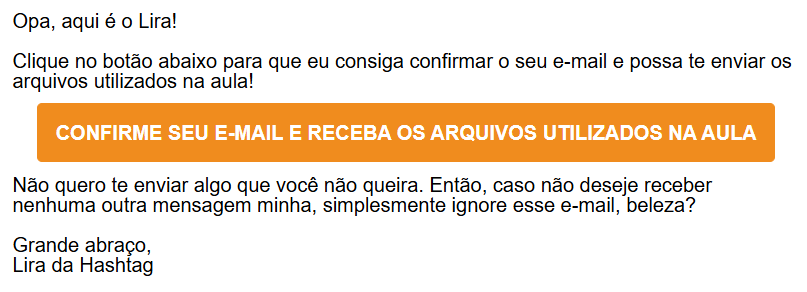 Opa, aqui é o Lira!
Clique no botão abaixo para que eu consiga confirmar o seu e-mail e possa te enviar os
arquivos utilizados na aula!
CONFIRME SEU E-MAIL E RECEBA OS ARQUIVOS UTILIZADOS NA AULA
Não quero te enviar algo que você não queira. Então, caso não deseje receber
nenhuma outra mensagem minha, simplesmente ignore esse e-mail, beleza?
Grande abraço,
Lira da Hashtag